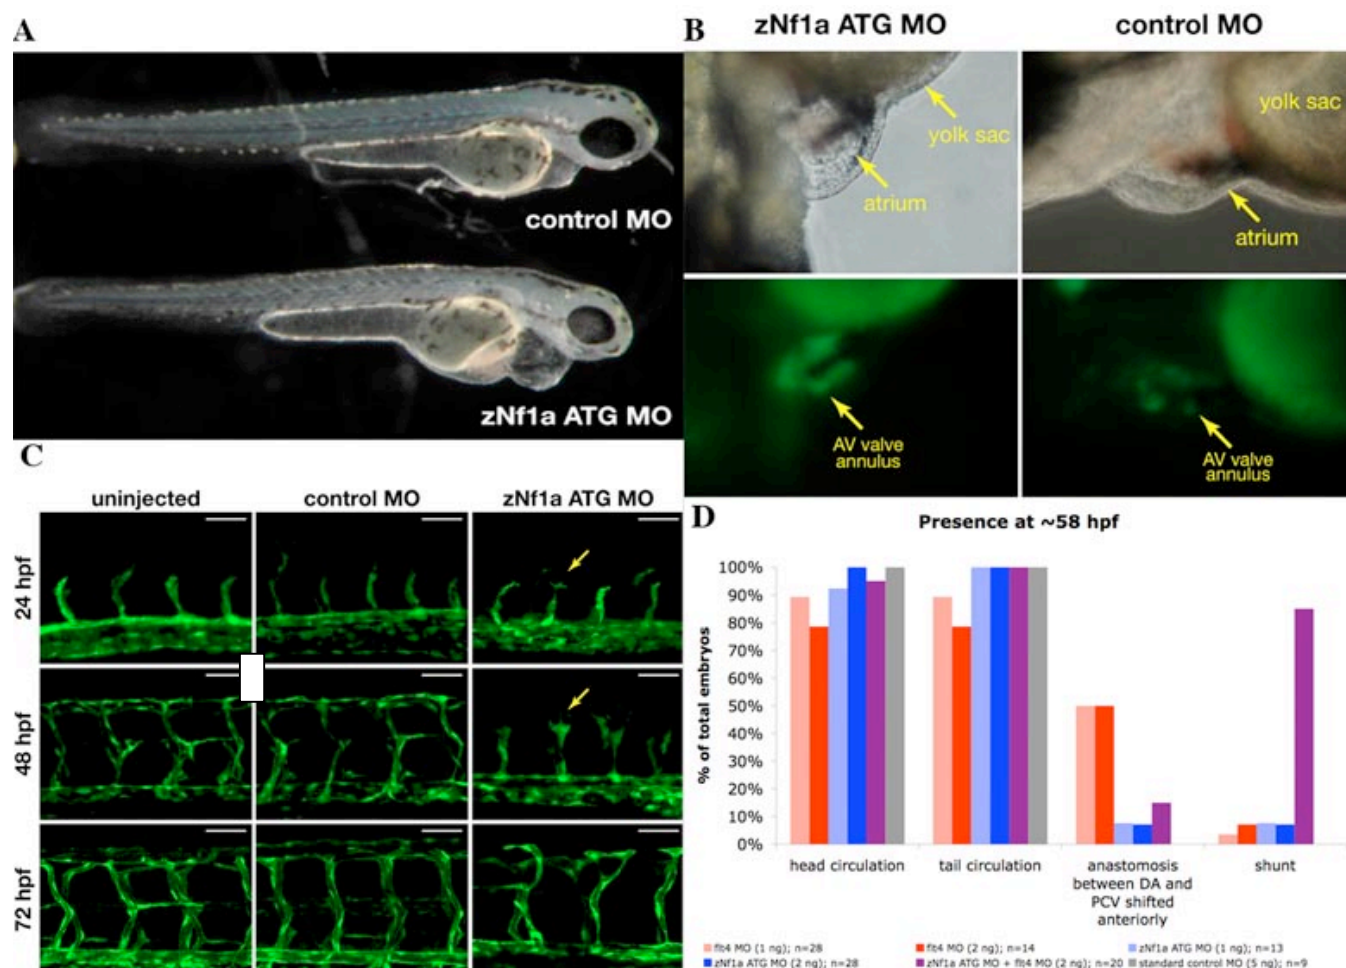 A
control MO
zNf1a ATG MO
B
zNf1a ATG MO
control MO
yolk sac
atrium
yolk sac
atrium
AV valve
annulus
AV valve
annulus
C
uninjected
control MO
zNf1a ATG MO
24 hpf
48 hpf
72 hpf
D
Presence at ~58 hpf
% of total embryos
100%
90%
80%
70%
60%
50%
40%
30%
20%
10%
0%
head circulation
tail circulation
anastomosis
between DA and
PCV shifted
anteriorly
shunt
flt4 MO (1 ng); n=28
flt4 MO (2 ng); n=14
zNf1a ATG MO (1 ng); n=13
zNf1a ATG MO (2 ng); n=28
zNf1a ATG MO + flt4 MO (2 ng); n=20
standard control MO (5 ng); n=9